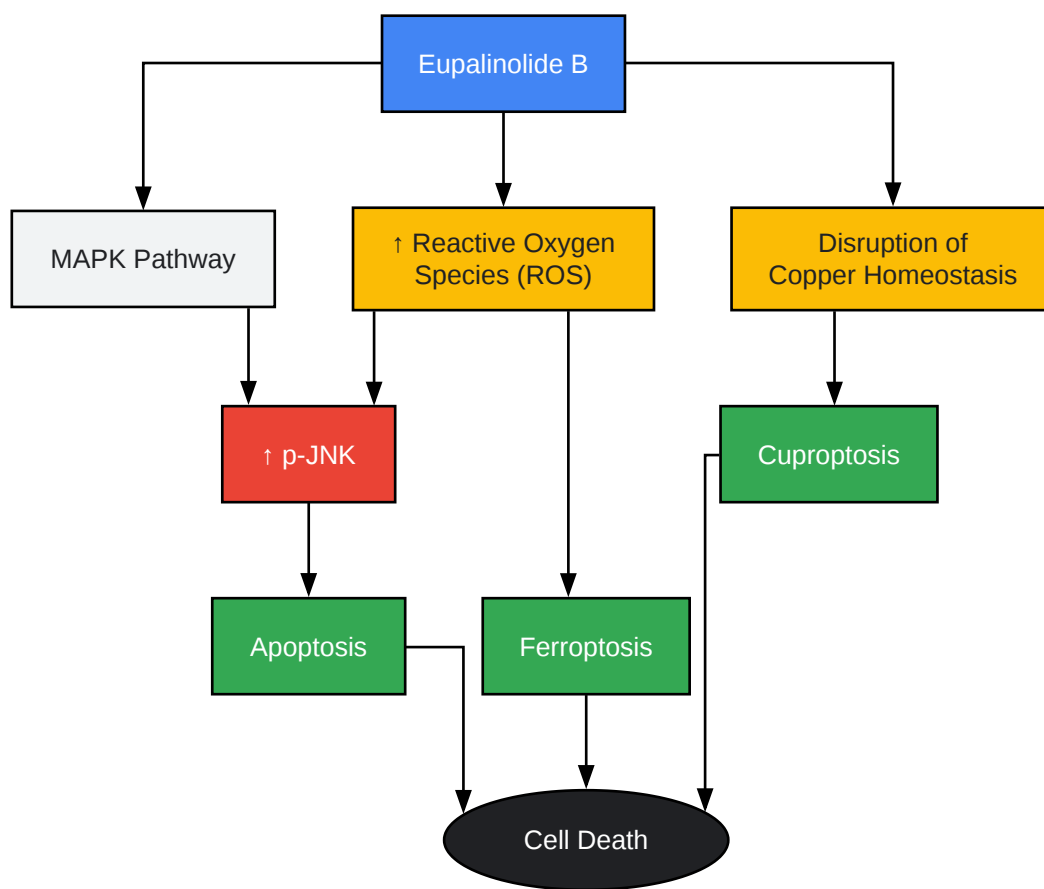 Eupalinolide B
MAPK Pathway
↑ Reactive Oxygen
Species (ROS)
Disruption of
Copper Homeostasis
↑ p-JNK
Cuproptosis
Apoptosis
Ferroptosis
Cell Death